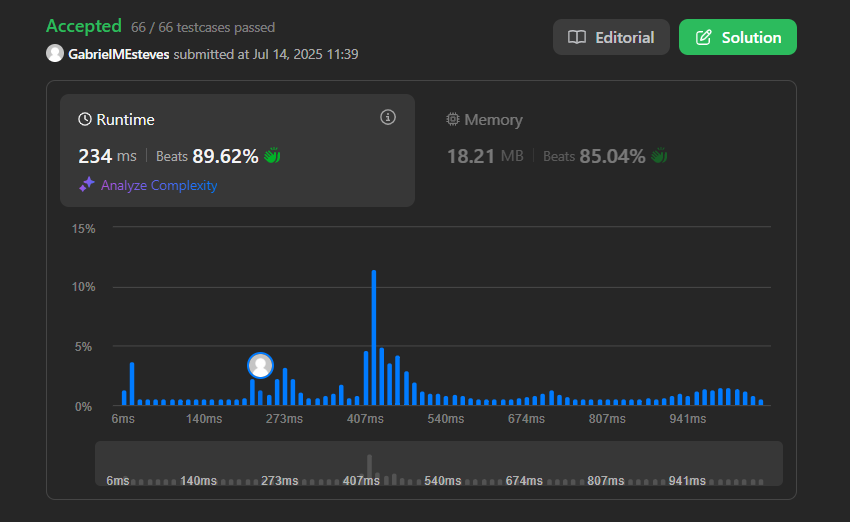 Accepted 66 / 66 testcases passed
Editorial
Solution
GabrielMEsteves submitted at Jul 14, 2025 11:39
Runtime
234 ms Beats 89.62%
Analyze Complexity
Memory
18.21 MB Beats 85.04%
15%
10%
5%
0%
6ms 140ms 273ms 407ms 540ms 674ms 807ms 941ms
6ms 140ms 273ms 407ms 540ms 674ms 807ms 941ms